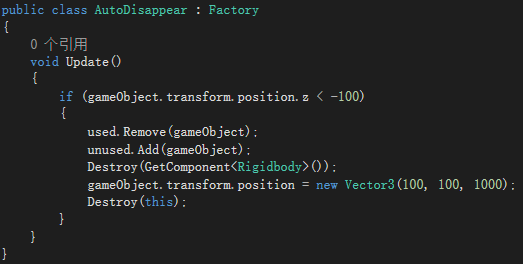 public class AutoDisappear : Factory
{
0 个引用
void Update()
{
if (gameObject.transform.position.z < -100)
{
used.Remove(gameObject);
unused.Add(gameObject);
Destroy(GetComponent<Rigidbody>());
gameObject.transform.position = new Vector3(100, 100, 1000);
Destroy(this);
}
}
}